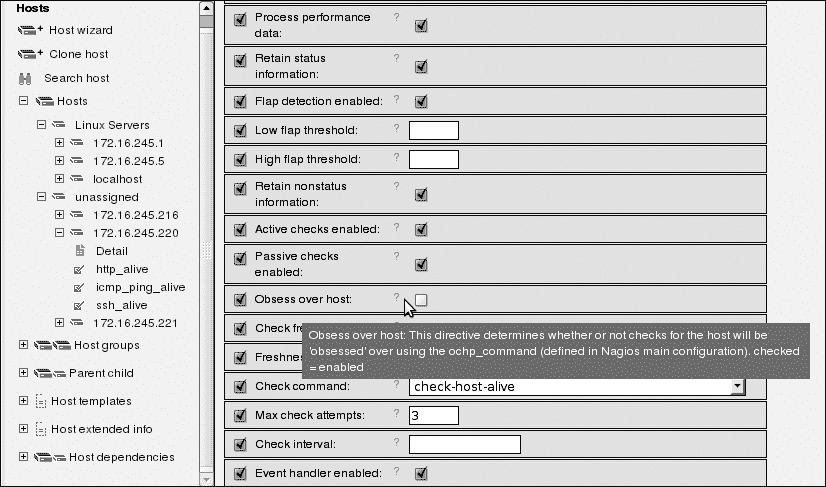 Hosts
Host wizard
Clone host
Search host
Hosts
Linux Servers
172.16.245.1
172.16.245.5
localhost
unassigned
172.16.245.216
172.16.245.220
Detail
http_alive
icmp_ping_alive
ssh_alive
172.16.245.221
Host groups
Parent child
Host templates
Host extended info
Host dependencies
Process performance
data: ?
Retain status
information: ?
Flap detection enabled: ?
Low flap threshold: ?
High flap threshold: ?
Retain nonstatus
information: ?
Active checks enabled: ?
Passive checks
enabled: ?
Obsess over host: ?
Check
Obsess over host: This directive determines whether or not checks for the host will be
'obsessed' over using the ochp_command (defined in Nagios main configuration). checked
= enabled
Check command: ? check-host-alive
Max check attempts: ? 3
Check interval: ?
Event handler enabled: ?